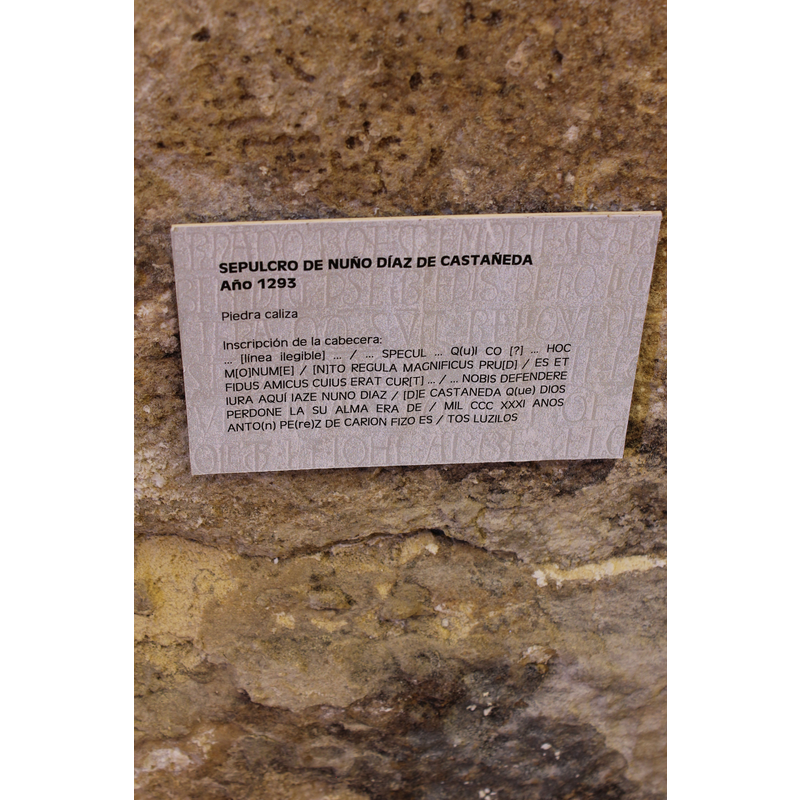 SEPULCRO DE NUÑO DÍAZ DE CASTAÑEDA
Año 1293
Piedra caliza
Inscripción de la cabecera:
... [línea ilegible] ... / ... SPECUL ... Q(u)I CO [?] ... HOC
M[O]NUM[E] / [N]TO REGULA MAGNIFICUS PRU[D] / ES ET
FIDUS AMICUS CUIUS ERAT CUR[T] ... / ... NOBIS DEFENDERE
IURA AQUÍ IAZE NUNO DIAZ / [D]E CASTANEDA Q(ue) DIOS
PERDONE LA SU ALMA ERA DE / MIL CCC XXXI ANOS
ANTO(n) PE(re)Z DE CARION FIZO ES / TOS LUZILOS